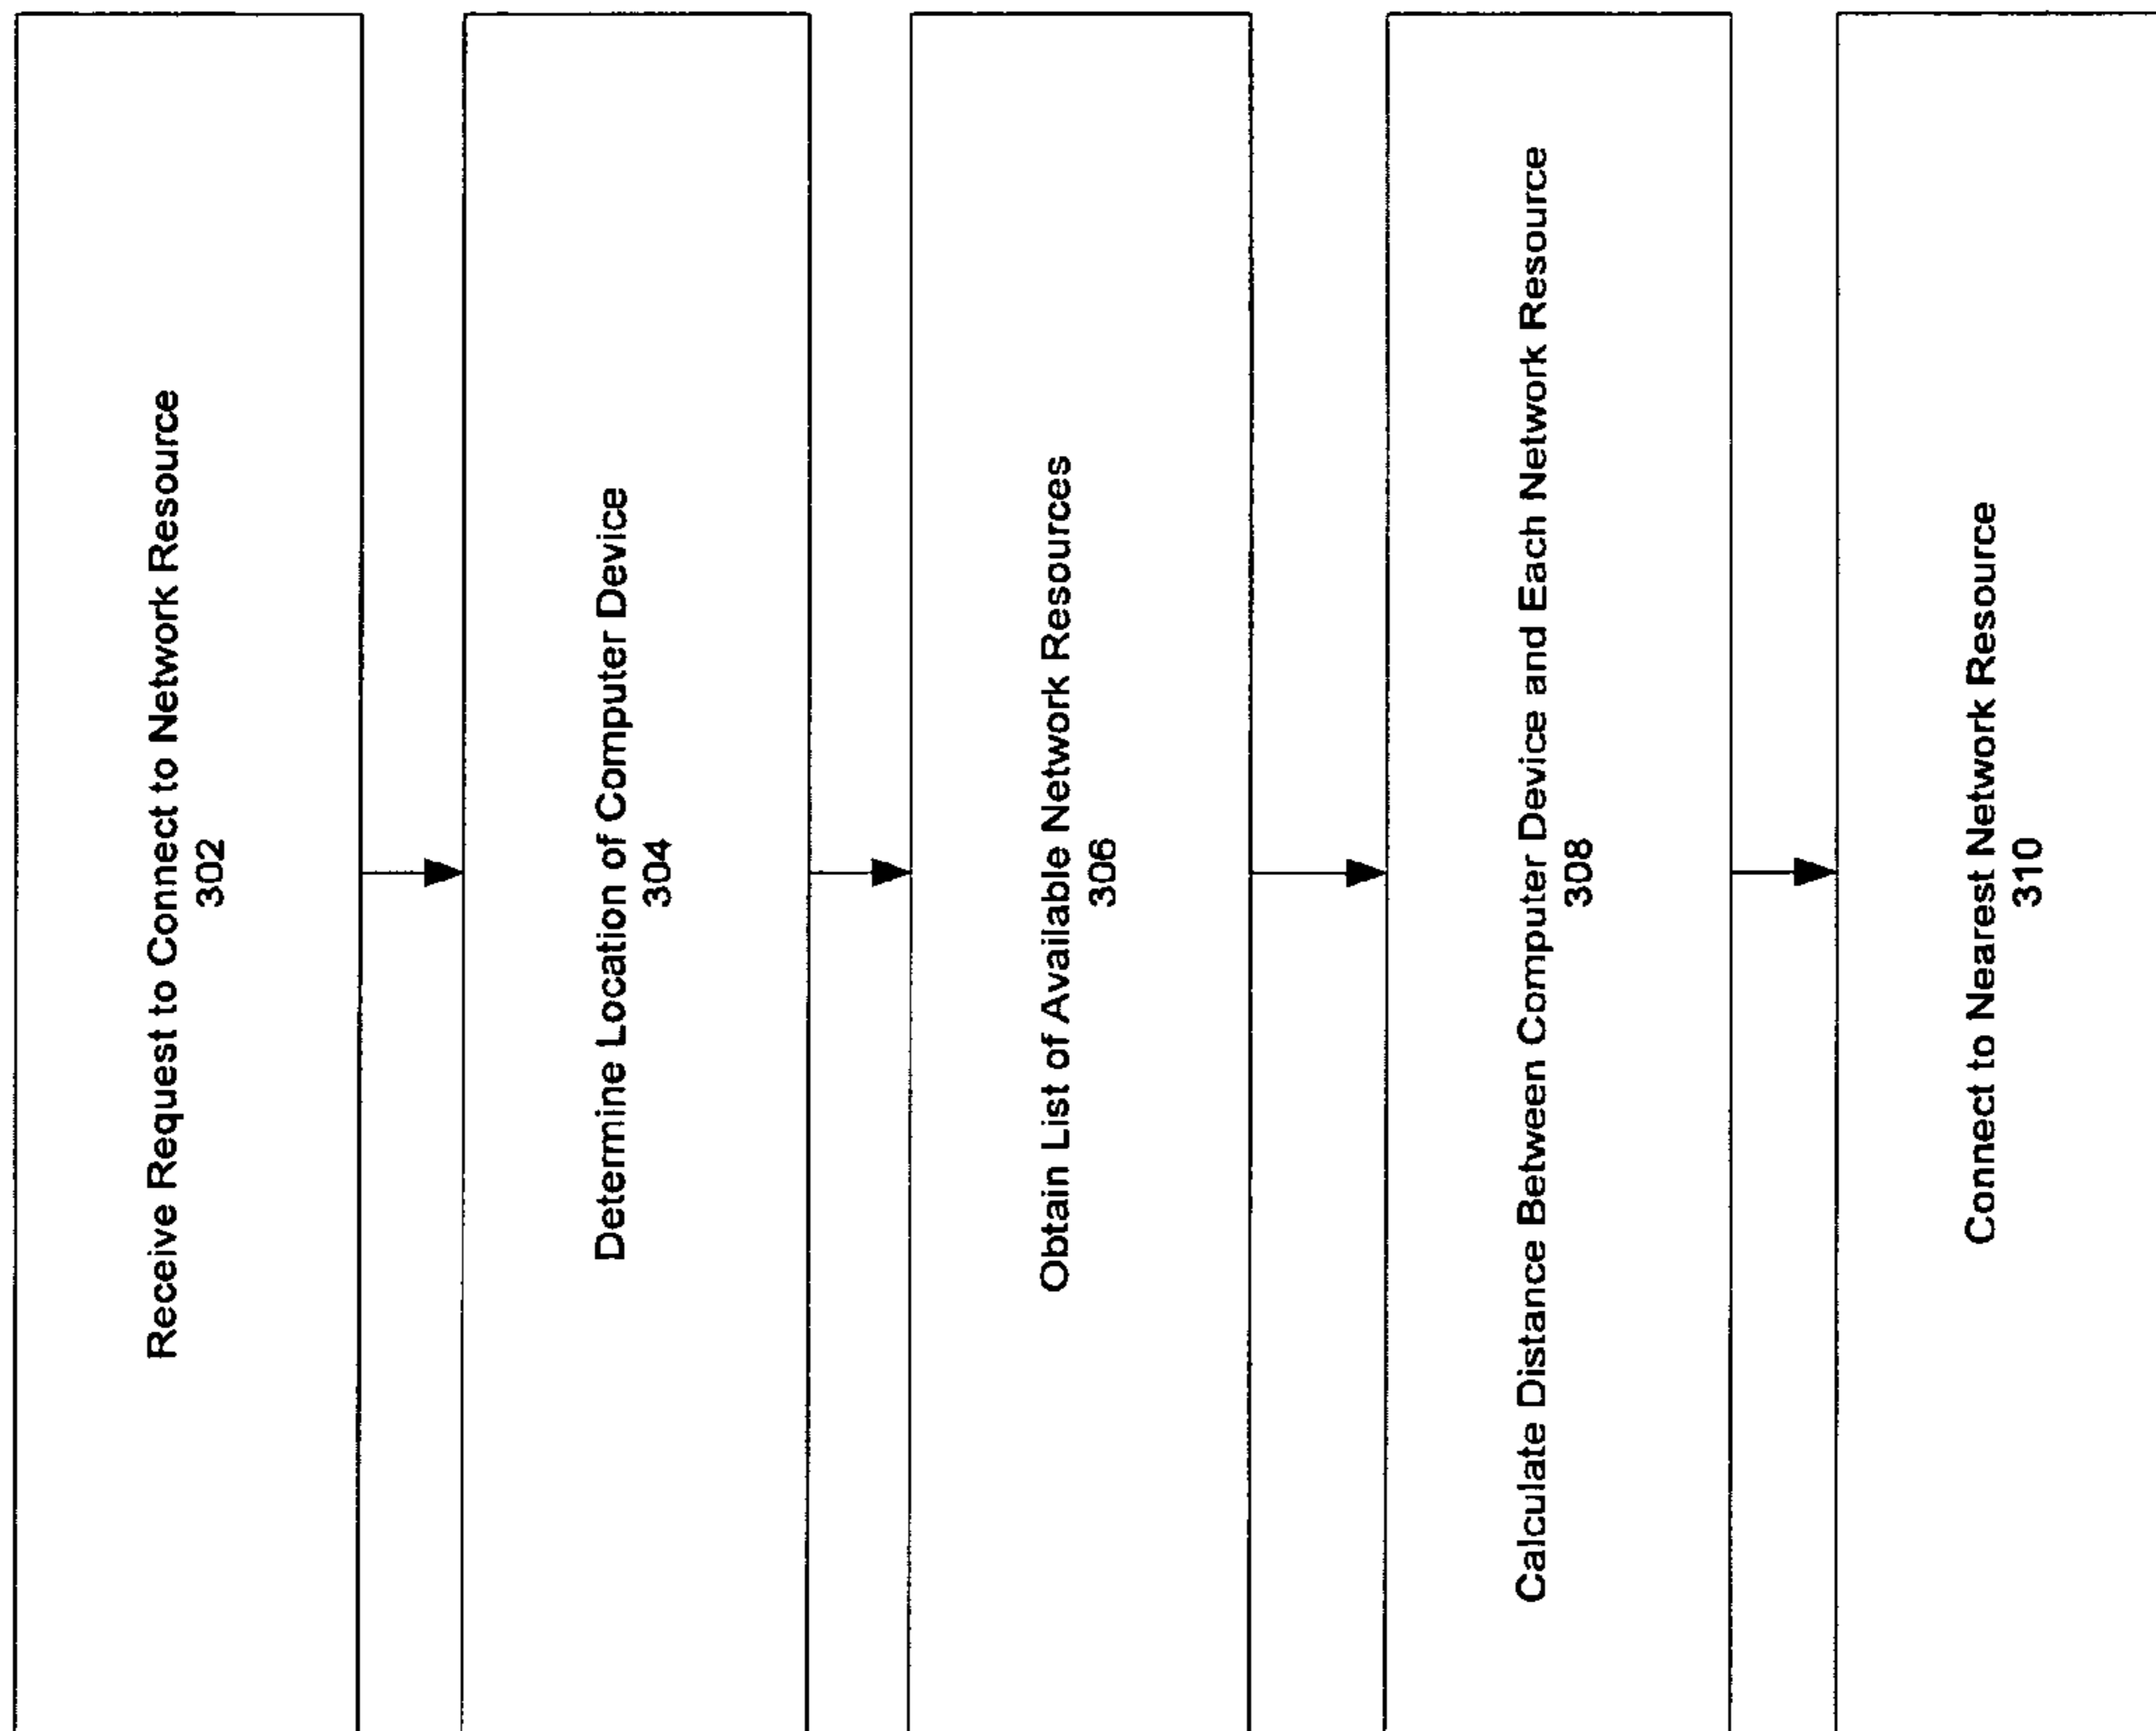 Receive Request to Connect to Network Resource
302
Determine Location of Computer Device
304
Obtain List of Available Network Resources
306
Calculate Distance Between Computer Device and Each Network Resource
308
Connect to Nearest Network Resource
310